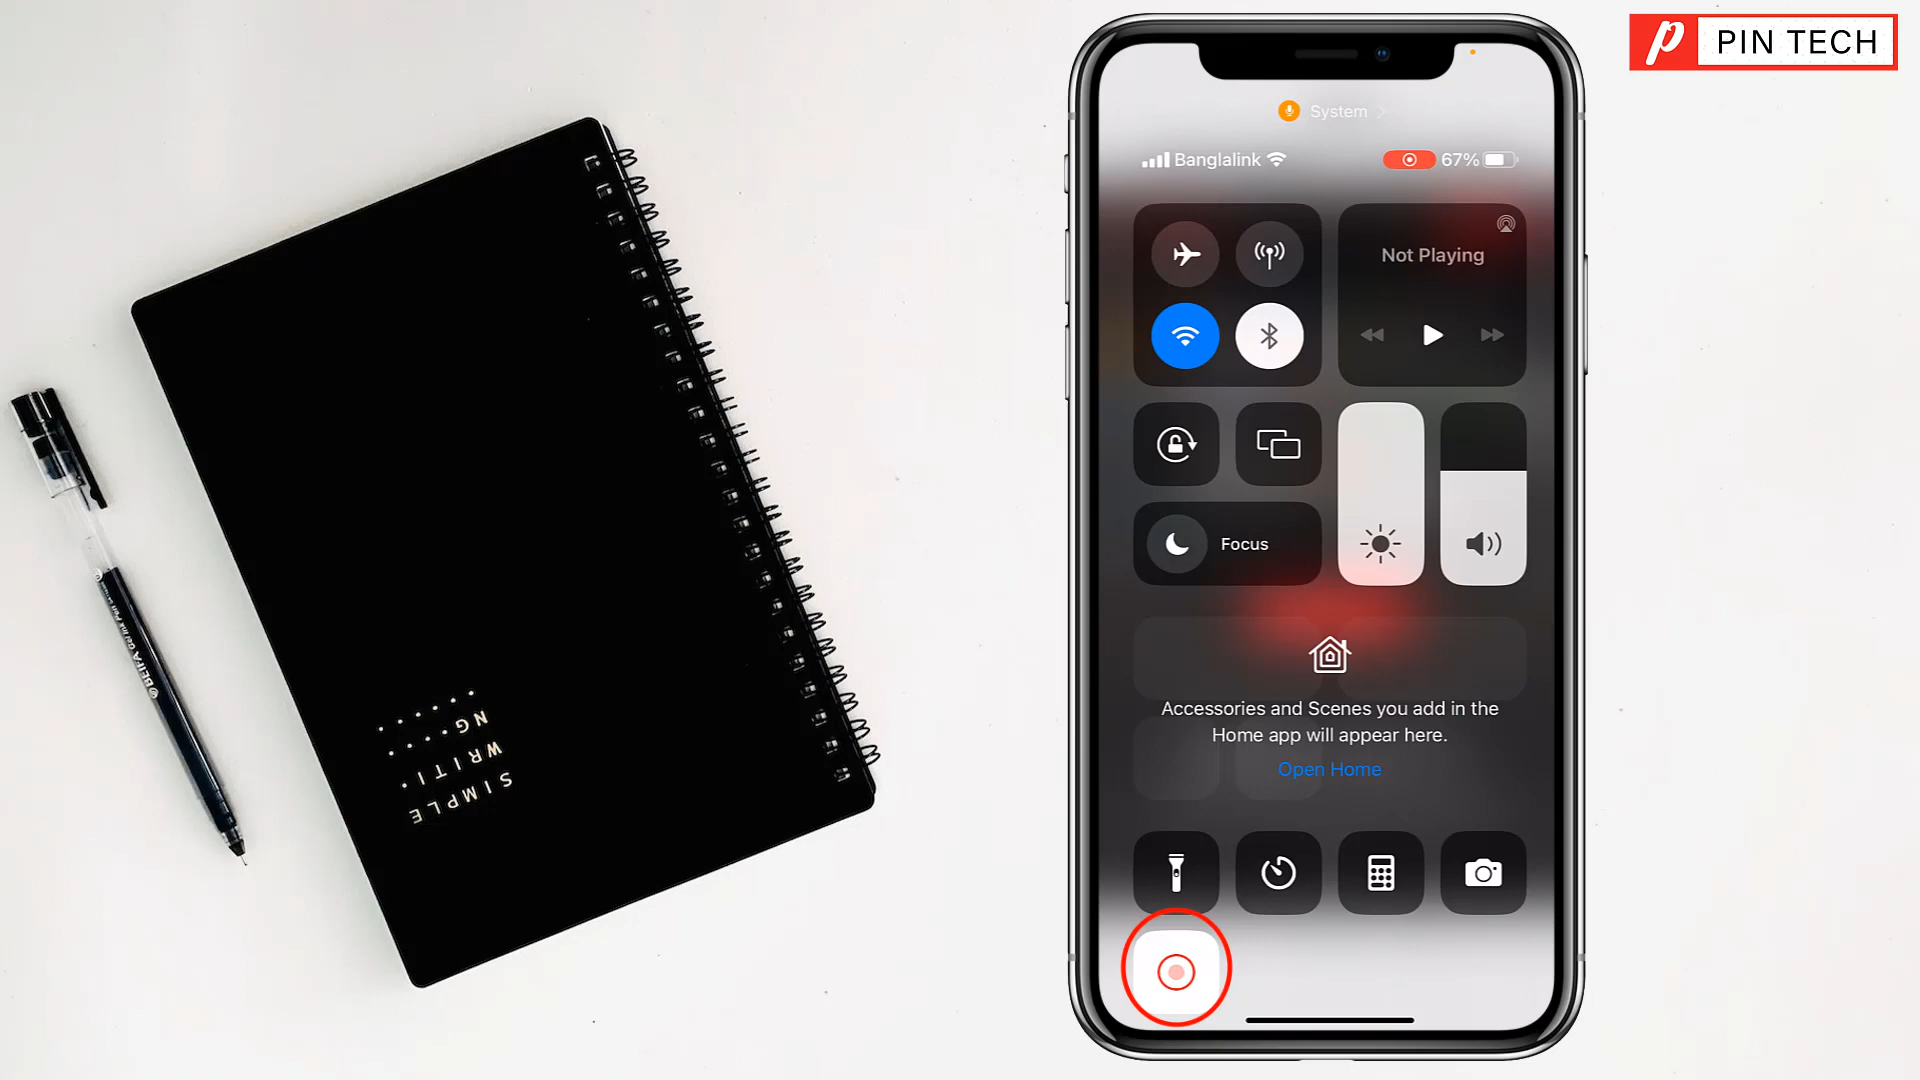 PIN TECH
System
Banglalink
67%
Not Playing
Focus
Accessories and Scenes you add in the
Home app will appear here.
Open Home
SIMPLE
WRITI
NG